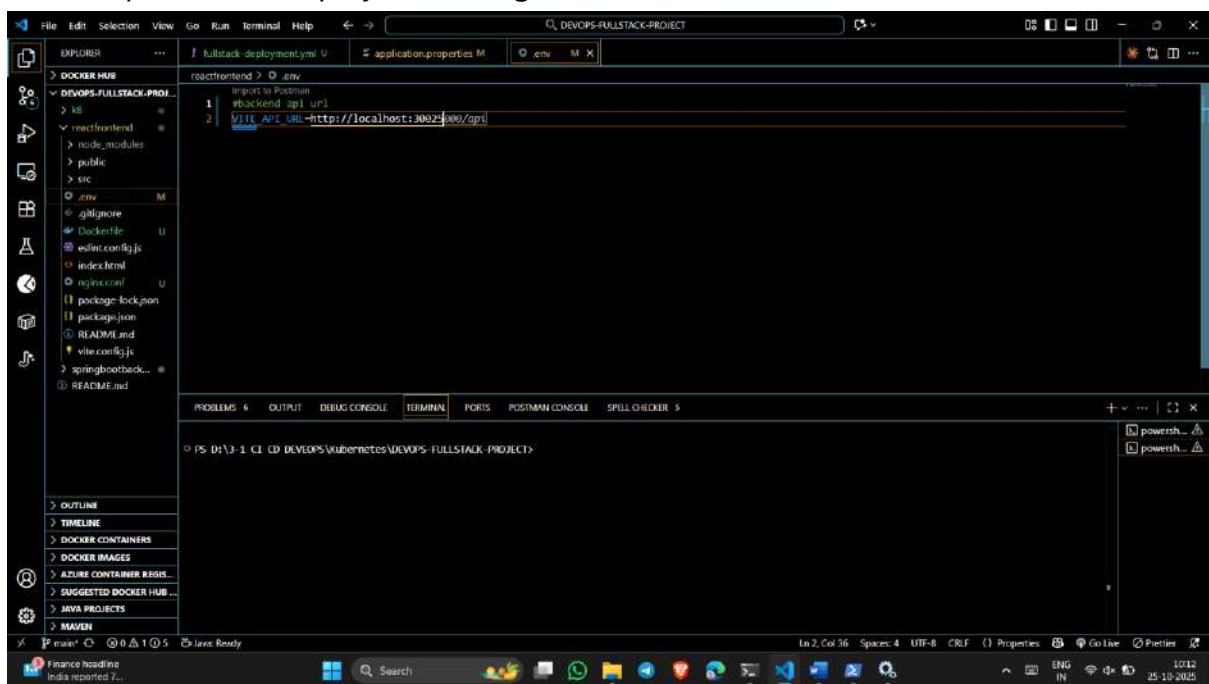 File Edit Selection View Go Run Terminal Help
DEVOPS-FULLSTACK-PROJECT
EXPLORER
fullstack-deployment.yml U
application.properties M
.env M
DOCKER HUB
reactfrontend > .env
DEVOPS-FULLSTACK-PROJ...
k8
reactfrontend
node_modules
public
src
.env M
.gitignore
Dockerfile U
eslint.config.js
index.html
nginx.conf U
package-lock.json
package.json
README.md
vite.config.js
springbootback...
README.md
Import to Postman
1 #backend api url
2 VITE_API_URL=http://localhost:30025000/api
PROBLEMS 6 OUTPUT DEBUG CONSOLE TERMINAL PORTS POSTMAN CONSOLE SPELL CHECKER 5
PS D:\3-1 CI CD DEVEOPS\Kubernetes\DEVOPS-FULLSTACK-PROJECT>
powersh...
powersh...
OUTLINE
TIMELINE
DOCKER CONTAINERS
DOCKER IMAGES
AZURE CONTAINER REGIS...
SUGGESTED DOCKER HUB ...
JAVA PROJECTS
MAVEN
main* 0 1 5 Java: Ready
Ln 2, Col 36 Spaces: 4 UTF-8 CRLF {} Properties Go Live Prettier
Finance headline
India reported 7...
Search
ENG
IN
10:12
25-10-2025